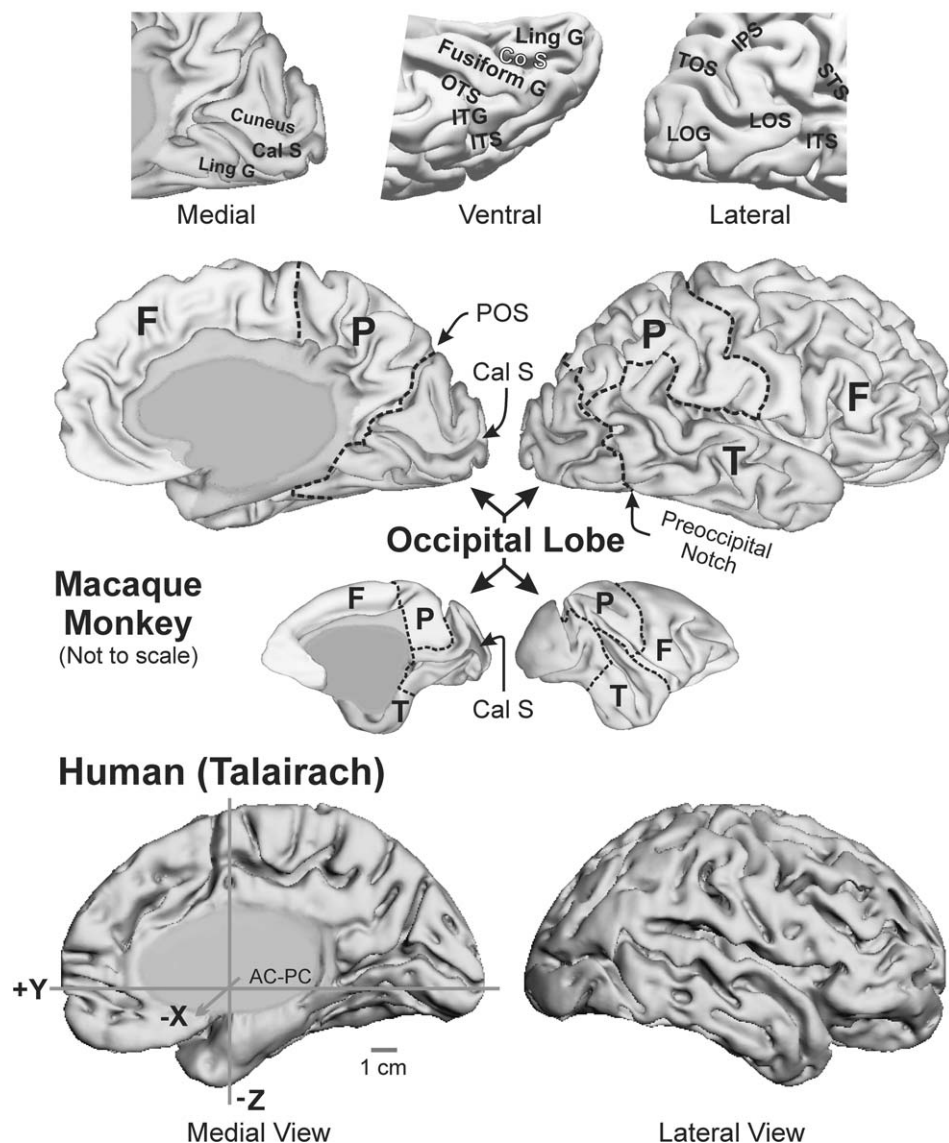 Cuneus
Cal S
Ling G
Medial
Ling G
Co S
Fusiform G
OTS
ITG
ITS
Ventral
IPS
TOS
STS
LOG
LOS
ITS
Lateral
F
P
POS
Cal S
P
F
T
Occipital Lobe
Preoccipital
Notch
Macaque
Monkey
(Not to scale)
F
P
T
Cal S
P
F
T
Human (Talairach)
AC-PC
+Y
-X
1 cm
-Z
Medial View
Lateral View